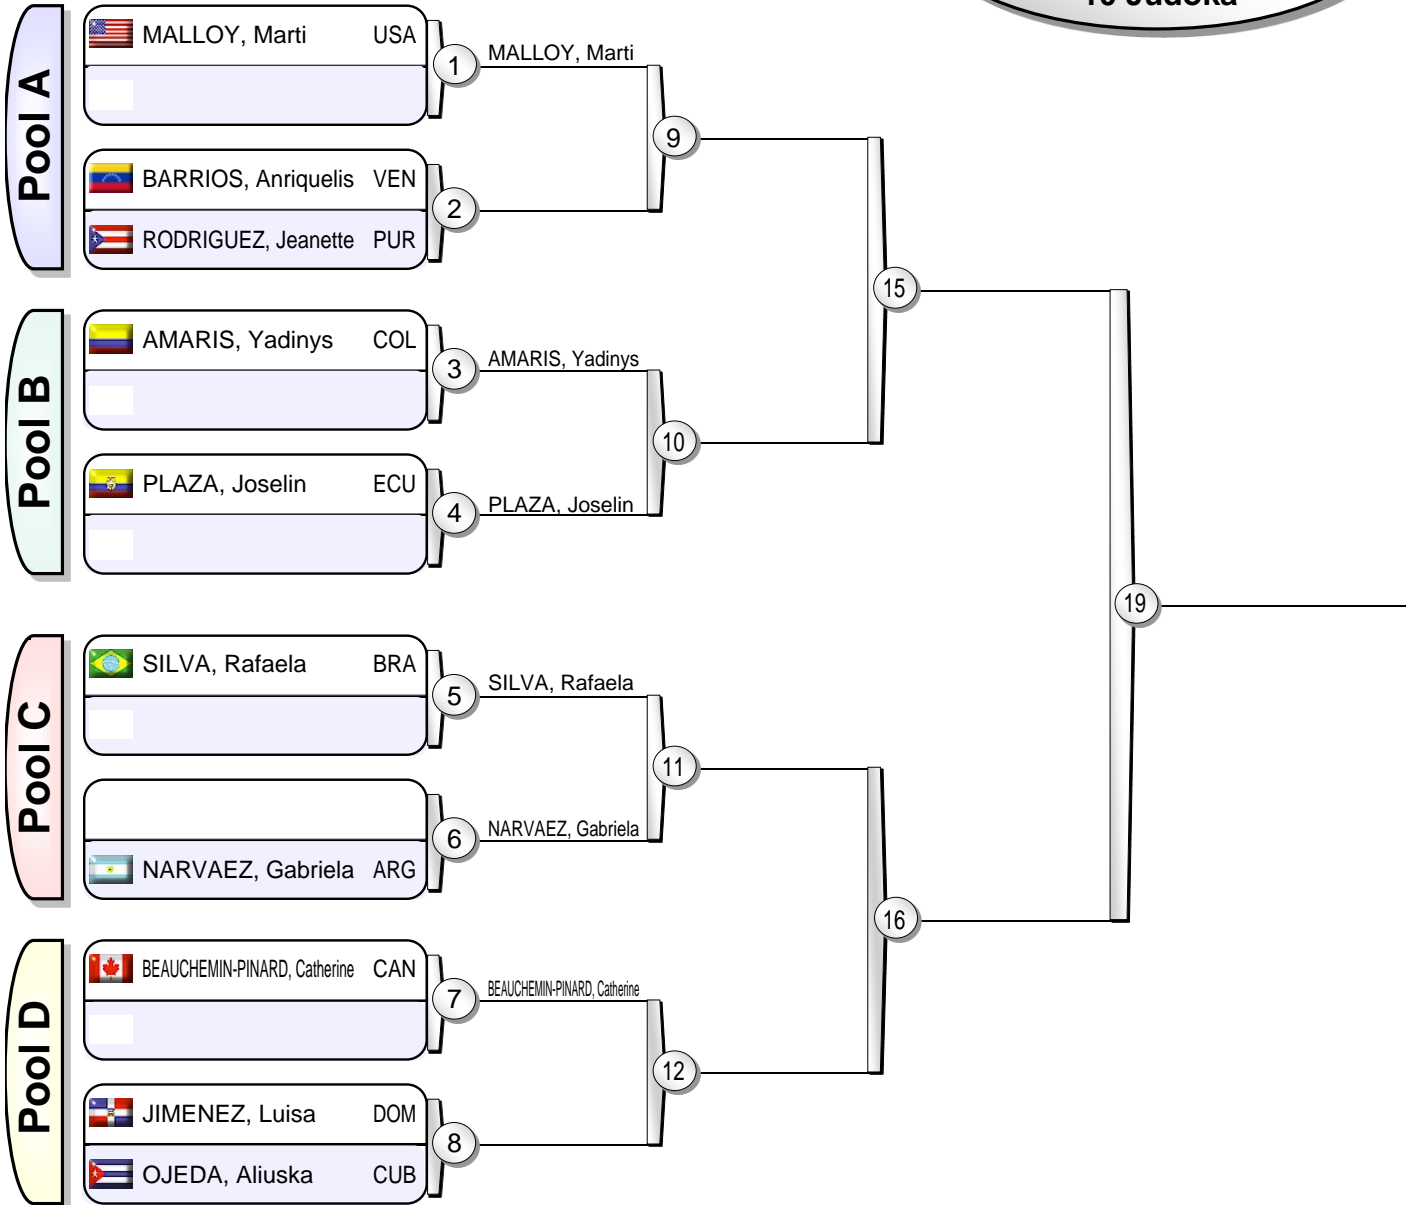 10 Judoka
Pool A
MALLOY, Marti USA
1
MALLOY, Marti
9
BARRIOS, Anriquelis VEN
2
RODRIGUEZ, Jeanette PUR
15
Pool B
AMARIS, Yadinys COL
3
AMARIS, Yadinys
10
PLAZA, Joselin ECU
4
PLAZA, Joselin
19
Pool C
SILVA, Rafaela BRA
5
SILVA, Rafaela
11
6
NARVAEZ, Gabriela
NARVAEZ, Gabriela ARG
16
Pool D
BEAUCHEMIN-PINARD, Catherine CAN
7
BEAUCHEMIN-PINARD, Catherine
12
JIMENEZ, Luisa DOM
8
OJEDA, Aliuska CUB